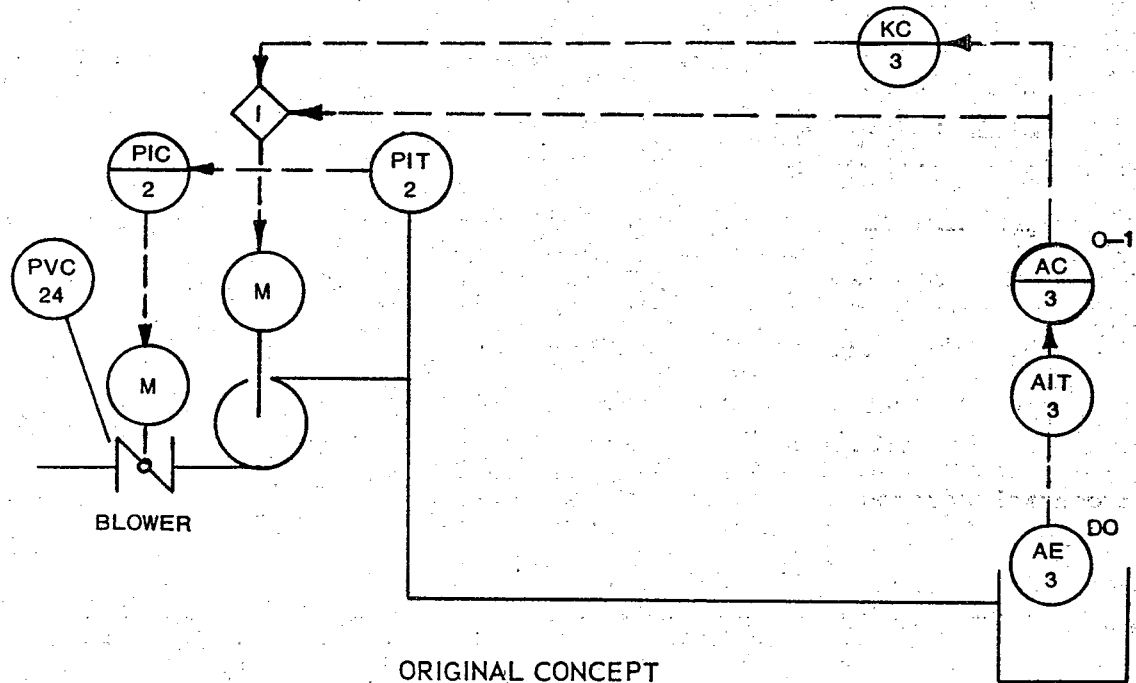 KC
3
I
PIC
2
PIT
2
PVC
24
M
M
O-1
AC
3
AIT
3
DO
AE
3
BLOWER
ORIGINAL CONCEPT